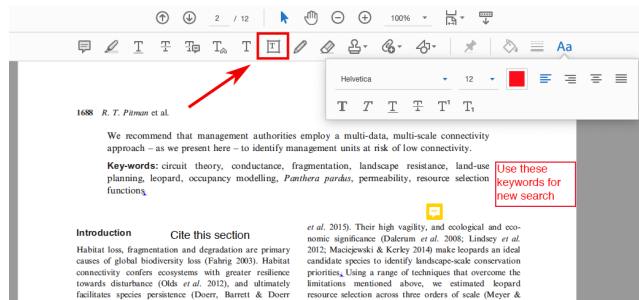 2 / 12 100%
T T T T T T Aa
Helvetica 12
T T T T T¹ T₁
1688 R. T. Pitman et al.
We recommend that management authorities employ a multi-data, multi-scale connectivity
approach – as we present here – to identify management units at risk of low connectivity.
Key-words: circuit theory, conductance, fragmentation, landscape resistance, land-use
planning, leopard, occupancy modelling, Panthera pardus, permeability, resource selection
functions
Use these
keywords for
new search
Introduction
Cite this section
Habitat loss, fragmentation and degradation are primary
causes of global biodiversity loss (Fahrig 2003). Habitat
connectivity confers ecosystems with greater resilience
towards disturbance (Olds et al. 2012), and ultimately
facilitates species persistence (Doerr, Barrett & Doerr
et al. 2015). Their high vagility, and ecological and eco-
nomic significance (Dalerum et al. 2008; Lindsey et al.
2012; Maciejewski & Kerley 2014) make leopards an ideal
candidate species to identify landscape-scale conservation
priorities. Using a range of techniques that overcome the
limitations mentioned above, we estimated leopard
resource selection across three orders of scale (Meyer &